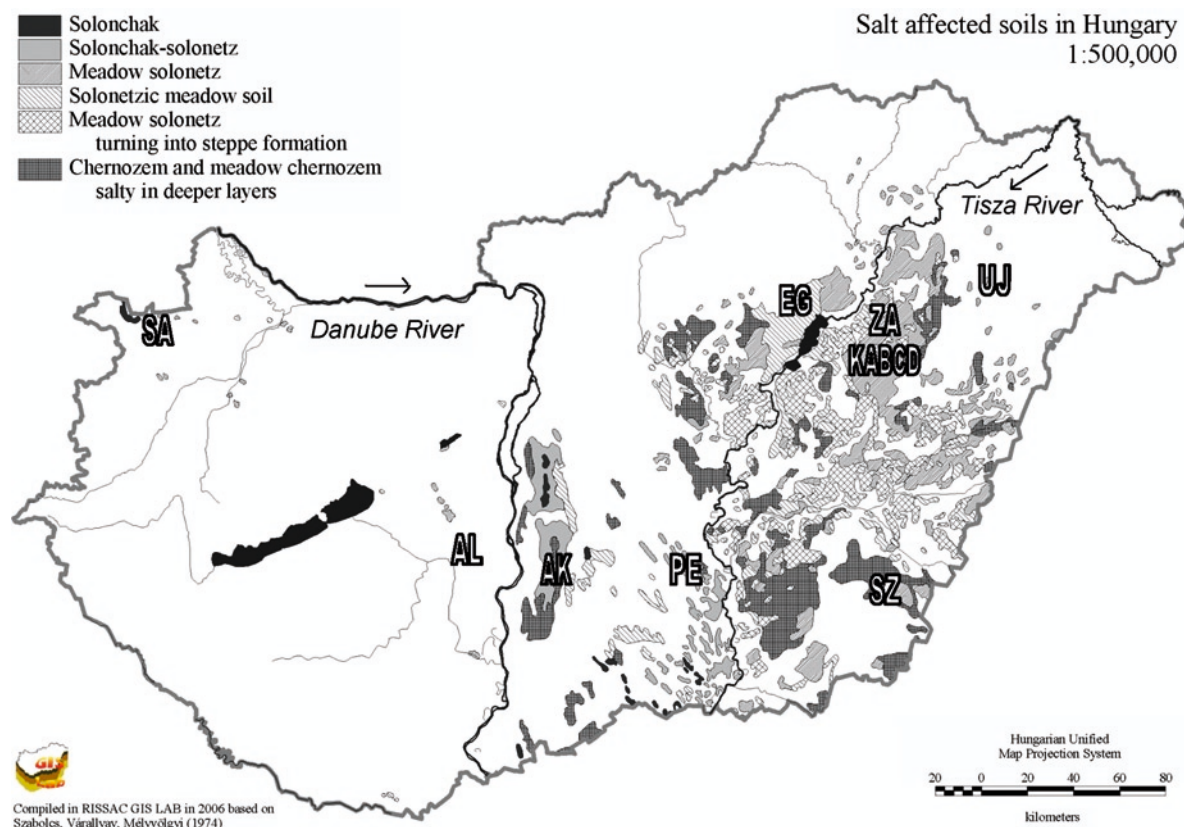 Solonchak
Solonchak-solonetz
Meadow solonetz
Solonetzic meadow soil
Meadow solonetz
turning into steppe formation
Chernozem and meadow chernozem
salty in deeper layers
Salt affected soils in Hungary
1:500,000
Tisza River
UJ
EG
ZA
KABCD
SA
Danube River
AL
AK
PE
SZ
GIS
Lab
Compiled in RISSAC GIS LAB in 2006 based on
Szabolcs, Várallyay, Mélyvölgyi (1974)
Hungarian Unified
Map Projection System
20 0 20 40 60 80
kilometers